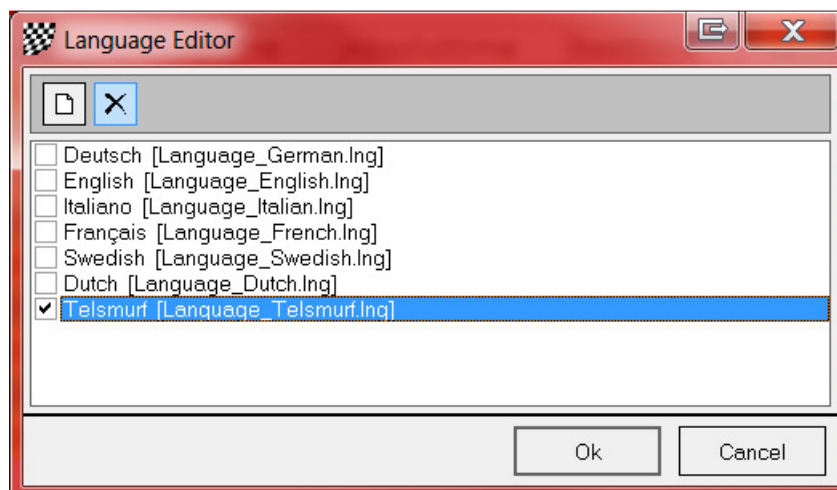 Language Editor
Deutsch [Language_German.lng]
English [Language_English.lng]
Italiano [Language_Italian.lng]
Français [Language_French.lng]
Swedish [Language_Swedish.lng]
Dutch [Language_Dutch.lng]
Telsmurf [Language_Telsmurf.lng]
Ok Cancel